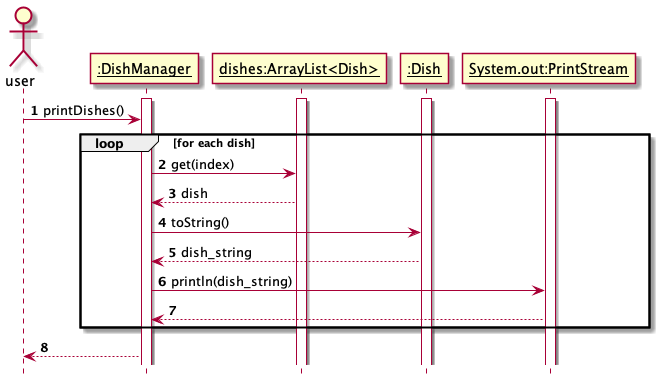 user
:DishManager
dishes:ArrayList<Dish>
:Dish
System.out:PrintStream
1 printDishes()
loop [for each dish]
2 get(index)
3 dish
4 toString()
5 dish_string
6 println(dish_string)
7
8